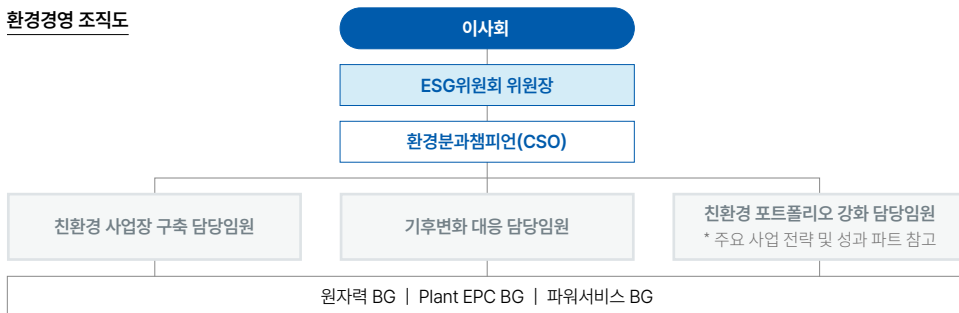 환경경영 조직도
이사회
ESG위원회 위원장
환경분과챔피언(CSO)
친환경 사업장 구축 담당임원
기후변화 대응 담당임원
친환경 포트폴리오 강화 담당임원
* 주요 사업 전략 및 성과 파트 참고
원자력 BG | Plant EPC BG | 파워서비스 BG